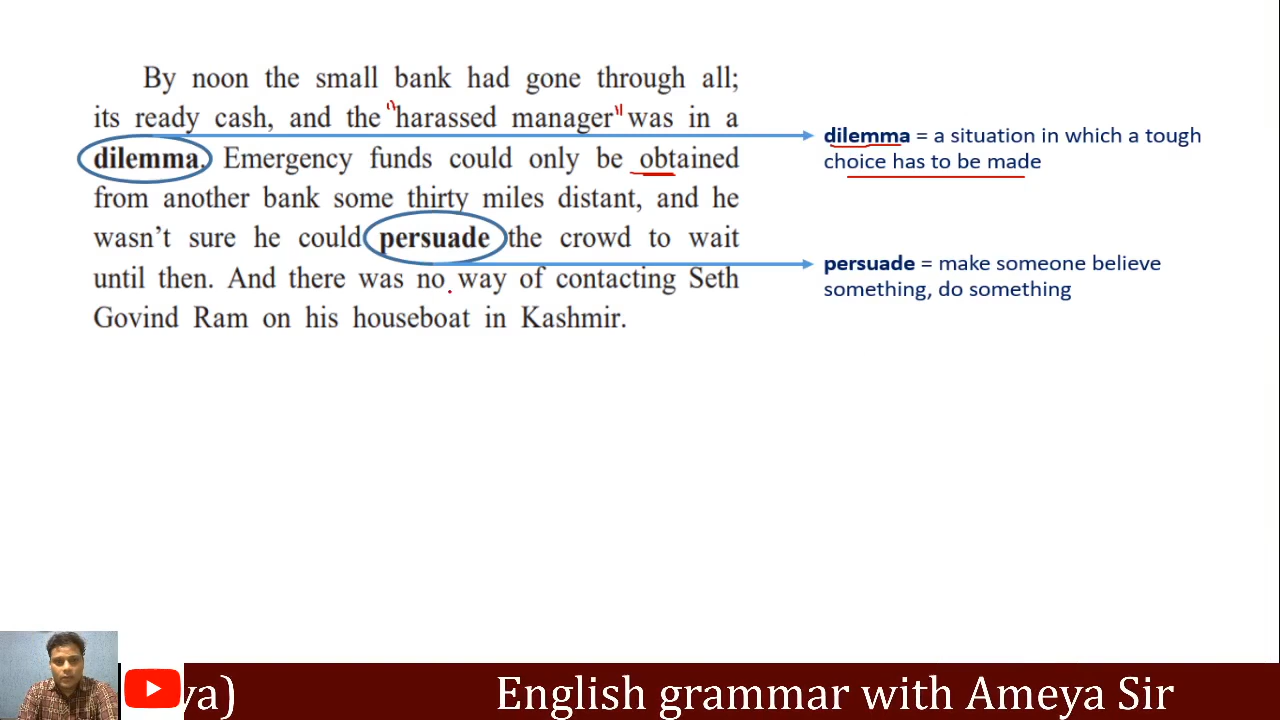 By noon the small bank had gone through all;
its ready cash, and the "harassed manager" was in a
dilemma. Emergency funds could only be obtained
from another bank some thirty miles distant, and he
wasn't sure he could persuade the crowd to wait
until then. And there was no way of contacting Seth
Govind Ram on his houseboat in Kashmir.
dilemma = a situation in which a tough
choice has to be made
persuade = make someone believe
something, do something
ya) English grammar with Ameya Sir